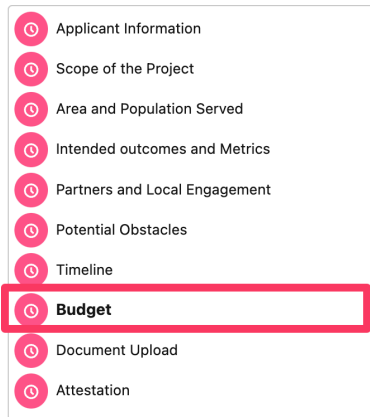 Applicant Information
Scope of the Project
Area and Population Served
Intended outcomes and Metrics
Partners and Local Engagement
Potential Obstacles
Timeline
Budget
Document Upload
Attestation